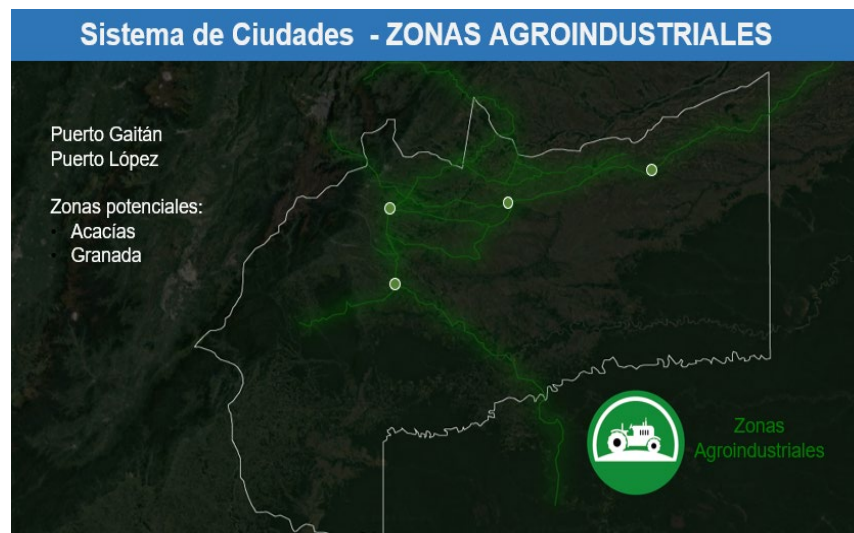 Sistema de Ciudades - ZONAS AGROINDUSTRIALES
Puerto Gaitán
Puerto López
Zonas potenciales:
Acacías
Granada
Zonas
Agroindustriales